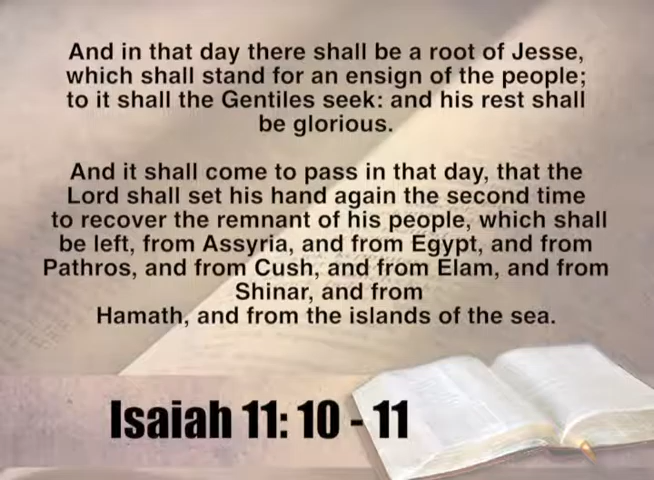 And in that day there shall be a root of Jesse,
which shall stand for an ensign of the people;
to it shall the Gentiles seek: and his rest shall
be glorious.
And it shall come to pass in that day, that the
Lord shall set his hand again the second time
to recover the remnant of his people, which shall
be left, from Assyria, and from Egypt, and from
Pathros, and from Cush, and from Elam, and from
Shinar, and from
Hamath, and from the islands of the sea.
Isaiah 11: 10 - 11